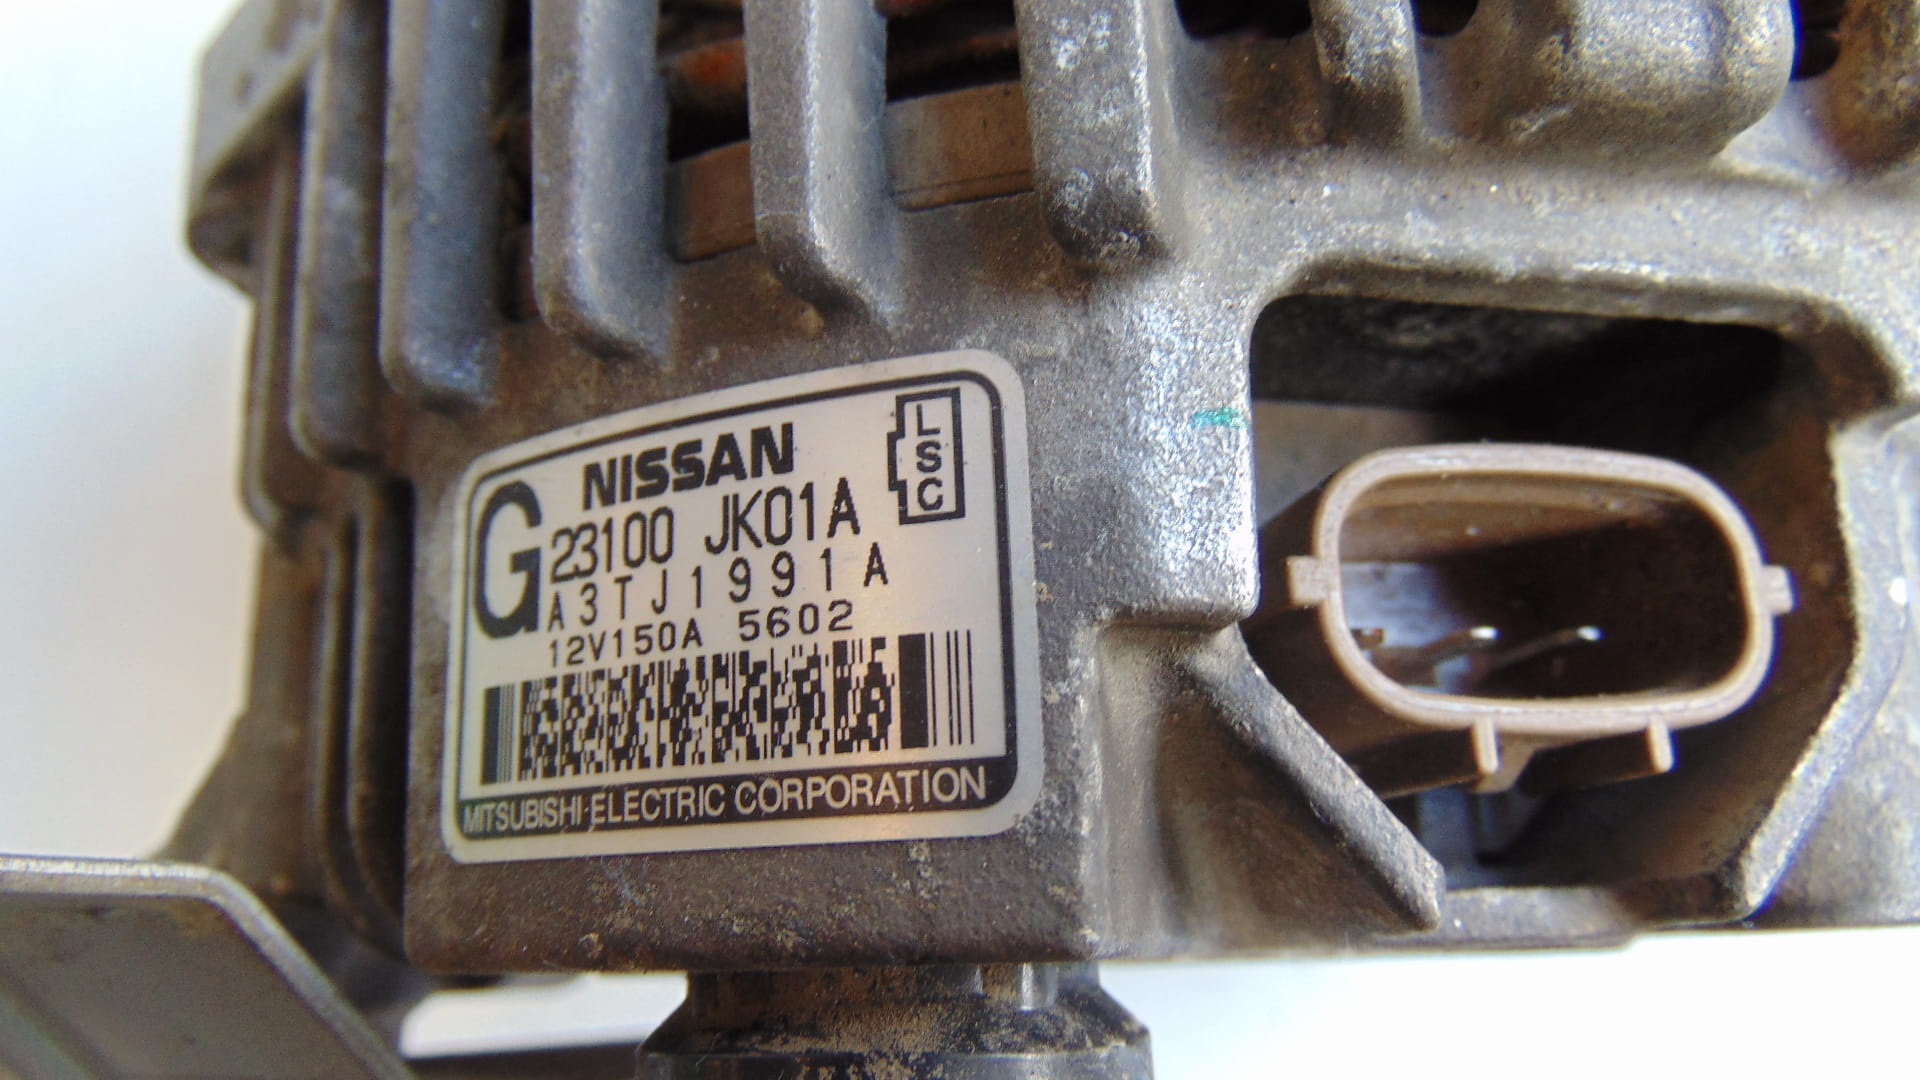 NISSAN
LSC
G
23100 JK01A
A3TJ1991A
12V150A 5602
MITSUBISHI ELECTRIC CORPORATION